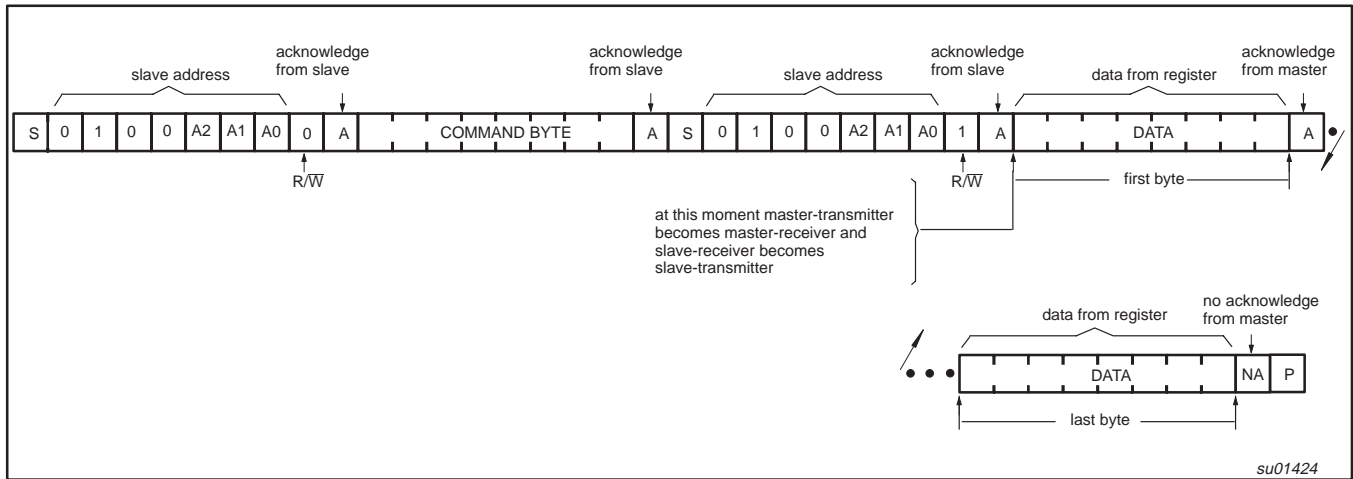 acknowledge
from slave
acknowledge
from slave
acknowledge
from slave
acknowledge
from master
slave address
slave address
data from register
S 0 1 0 0 A2 A1 A0 0 A COMMAND BYTE A S 0 1 0 0 A2 A1 A0 1 A DATA A
R/W̅
R/W̅
first byte
at this moment master-transmitter
becomes master-receiver and
slave-receiver becomes
slave-transmitter
data from register
no acknowledge
from master
DATA NA P
last byte
su01424